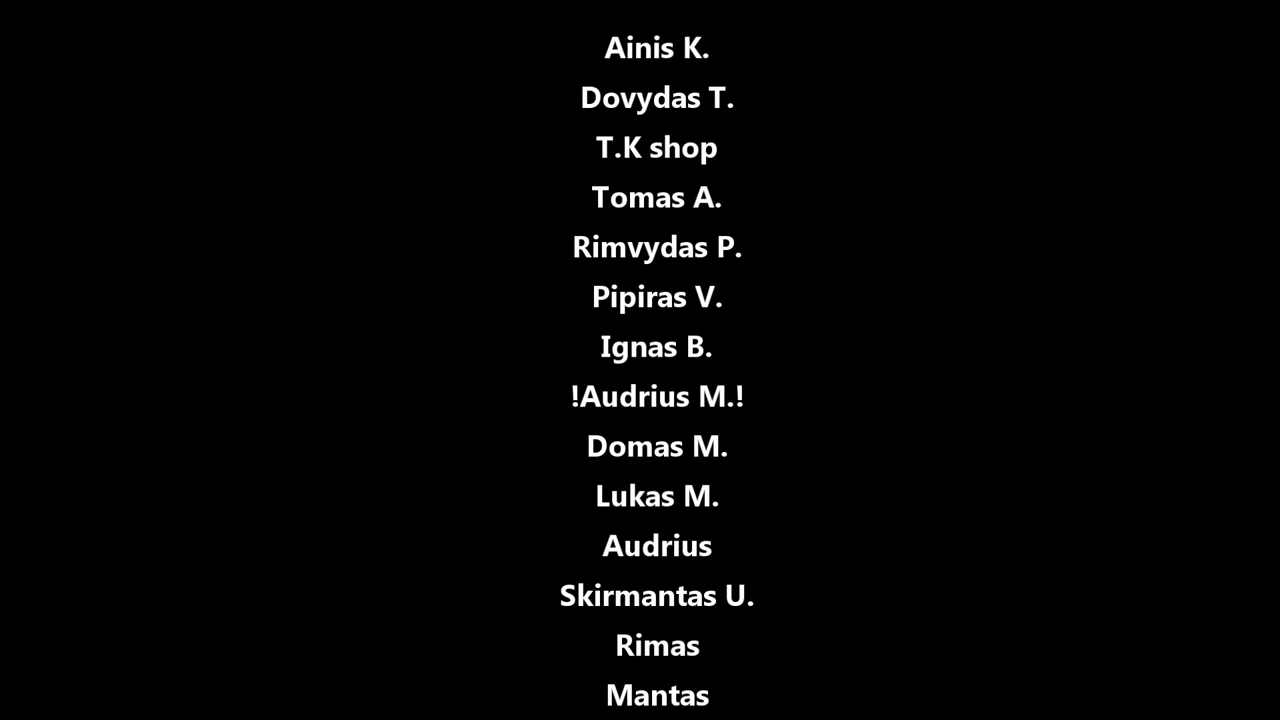 Ainis K.
Dovydas T.
T.K shop
Tomas A.
Rimvydas P.
Pipiras V.
Ignas B.
!Audrius M.!
Domas M.
Lukas M.
Audrius
Skirmantas U.
Rimas
Mantas